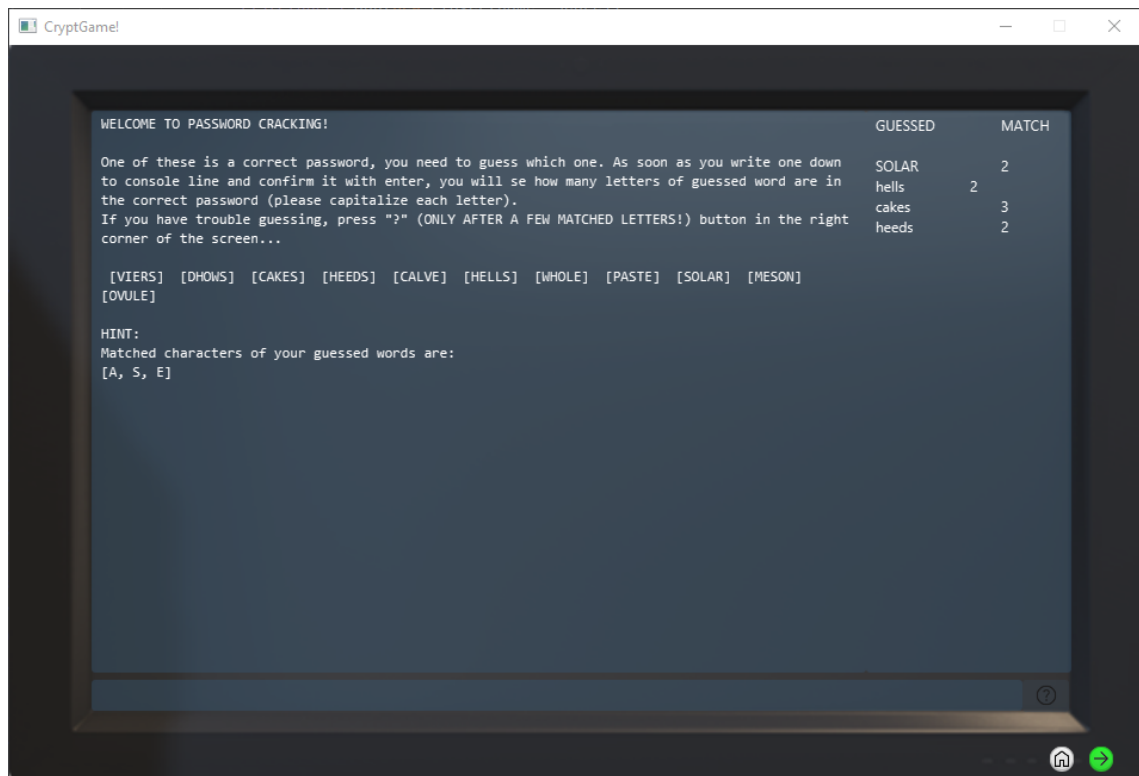 CryptGame!
WELCOME TO PASSWORD CRACKING!
One of these is a correct password, you need to guess which one. As soon as you write one down
to console line and confirm it with enter, you will se how many letters of guessed word are in
the correct password (please capitalize each letter).
If you have trouble guessing, press "?" (ONLY AFTER A FEW MATCHED LETTERS!) button in the right
corner of the screen...
[VIERS] [DHOWS] [CAKES] [HEEDS] [CALVE] [HELLS] [WHOLE] [PASTE] [SOLAR] [MESON]
[OVULE]
HINT:
Matched characters of your guessed words are:
[A, S, E]
GUESSED MATCH
SOLAR 2
hells 2
cakes 3
heeds 2
?